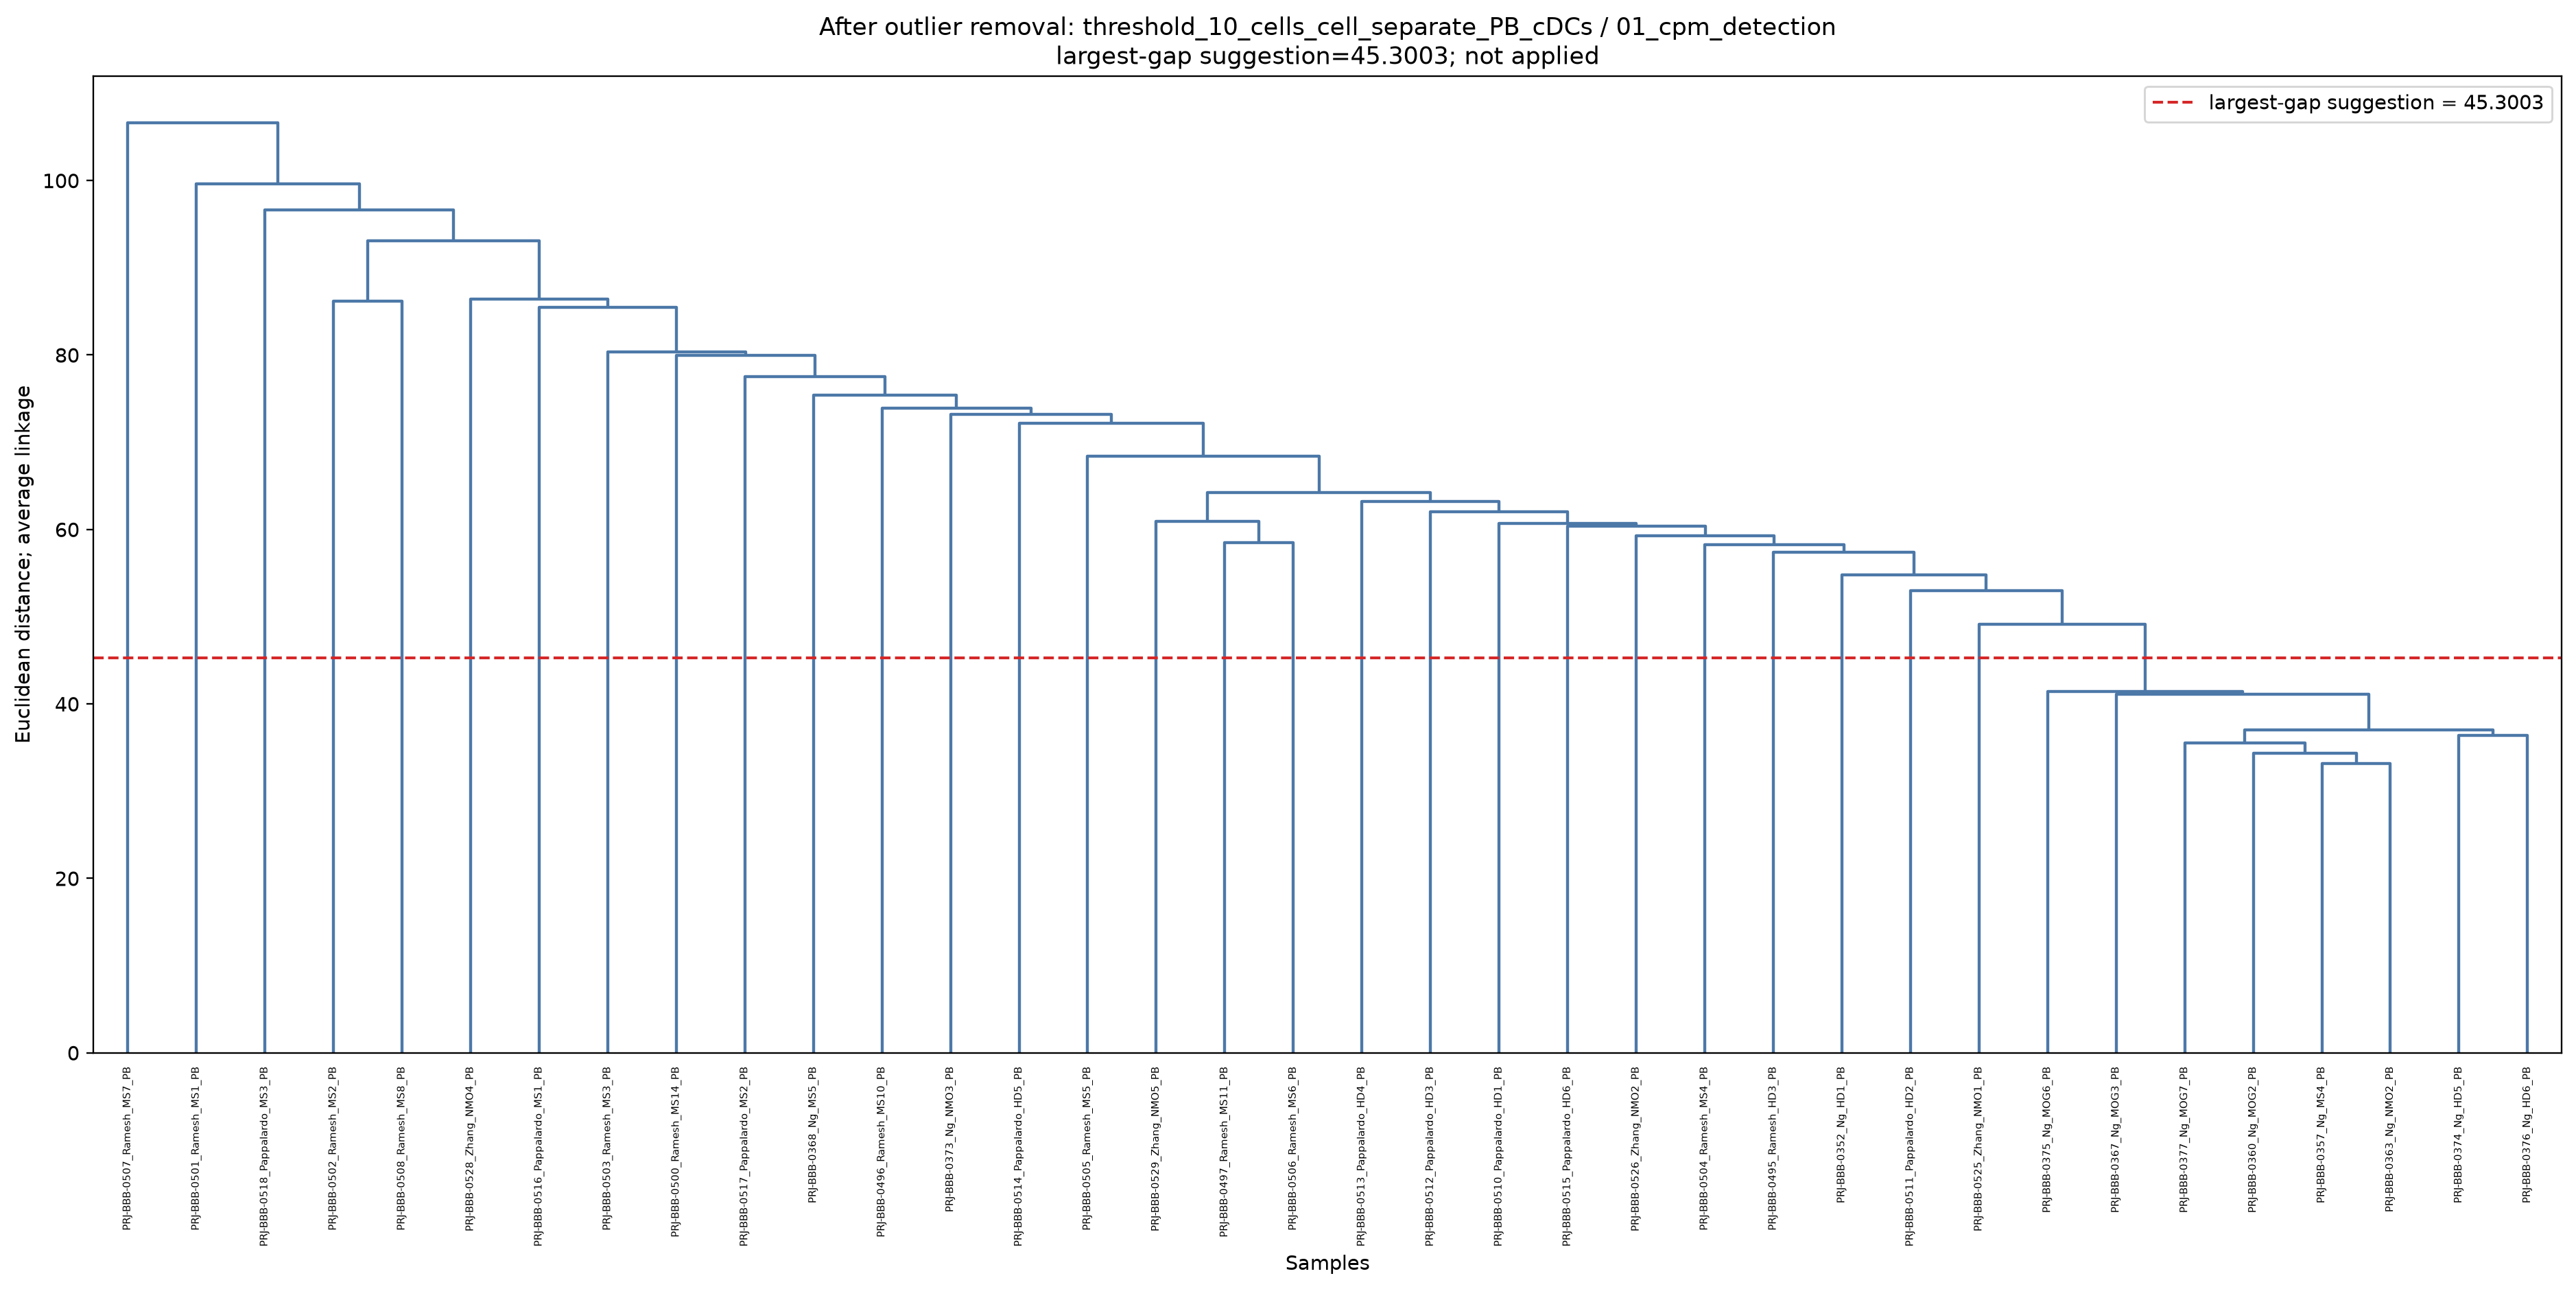 After outlier removal: threshold_10_cells_cell_separate_PB_cDCs / 01_cpm_detection
largest-gap suggestion=45.3003; not applied
largest-gap suggestion = 45.3003
Euclidean distance; average linkage
100
80
60
40
20
0
PRJ-BBB-0507_Ramesh_MS7_PB
PRJ-BBB-0501_Ramesh_MS1_PB
PRJ-BBB-0518_Pappalardo_MS3_PB
PRJ-BBB-0502_Ramesh_MS2_PB
PRJ-BBB-0508_Ramesh_MS8_PB
PRJ-BBB-0528_Zhang_NMO4_PB
PRJ-BBB-0516_Pappalardo_MS1_PB
PRJ-BBB-0503_Ramesh_MS3_PB
PRJ-BBB-0500_Ramesh_MS14_PB
PRJ-BBB-0517_Pappalardo_MS2_PB
PRJ-BBB-0368_Ng_MS5_PB
PRJ-BBB-0496_Ramesh_MS10_PB
PRJ-BBB-0373_Ng_NMO3_PB
PRJ-BBB-0514_Pappalardo_HD5_PB
PRJ-BBB-0505_Ramesh_MS5_PB
PRJ-BBB-0529_Zhang_NMO5_PB
PRJ-BBB-0497_Ramesh_MS11_PB
PRJ-BBB-0506_Ramesh_MS6_PB
PRJ-BBB-0513_Pappalardo_HD4_PB
PRJ-BBB-0512_Pappalardo_HD3_PB
PRJ-BBB-0510_Pappalardo_HD1_PB
PRJ-BBB-0515_Pappalardo_HD6_PB
PRJ-BBB-0526_Zhang_NMO2_PB
PRJ-BBB-0504_Ramesh_MS4_PB
PRJ-BBB-0495_Ramesh_HD3_PB
PRJ-BBB-0352_Ng_HD1_PB
PRJ-BBB-0511_Pappalardo_HD2_PB
PRJ-BBB-0525_Zhang_NMO1_PB
PRJ-BBB-0375_Ng_MOG6_PB
PRJ-BBB-0367_Ng_MOG3_PB
PRJ-BBB-0377_Ng_MOG7_PB
PRJ-BBB-0360_Ng_MOG2_PB
PRJ-BBB-0357_Ng_MS4_PB
PRJ-BBB-0363_Ng_NMO2_PB
PRJ-BBB-0374_Ng_HD5_PB
PRJ-BBB-0376_Ng_HD6_PB
Samples